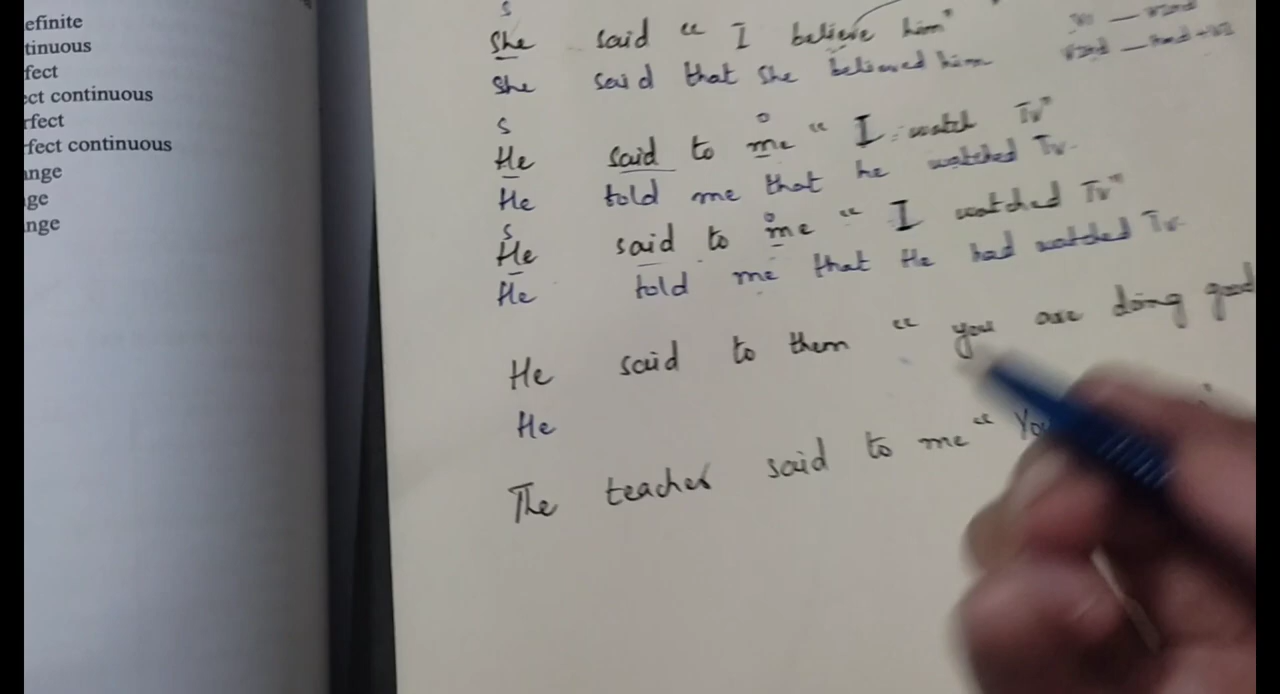 efinite
tinuous
fect
ct continuous
rfect
rfect continuous
ange
ge
nge
S
She said “ I believe him”
She said that She believed him
S O
He said to me “ I watch Tv”
He told me that he watched Tv.
S O
He said to me “ I watched Tv”
He told me that He had watched Tv.
He said to them “ you are doing good
He
The teacher said to me “ You